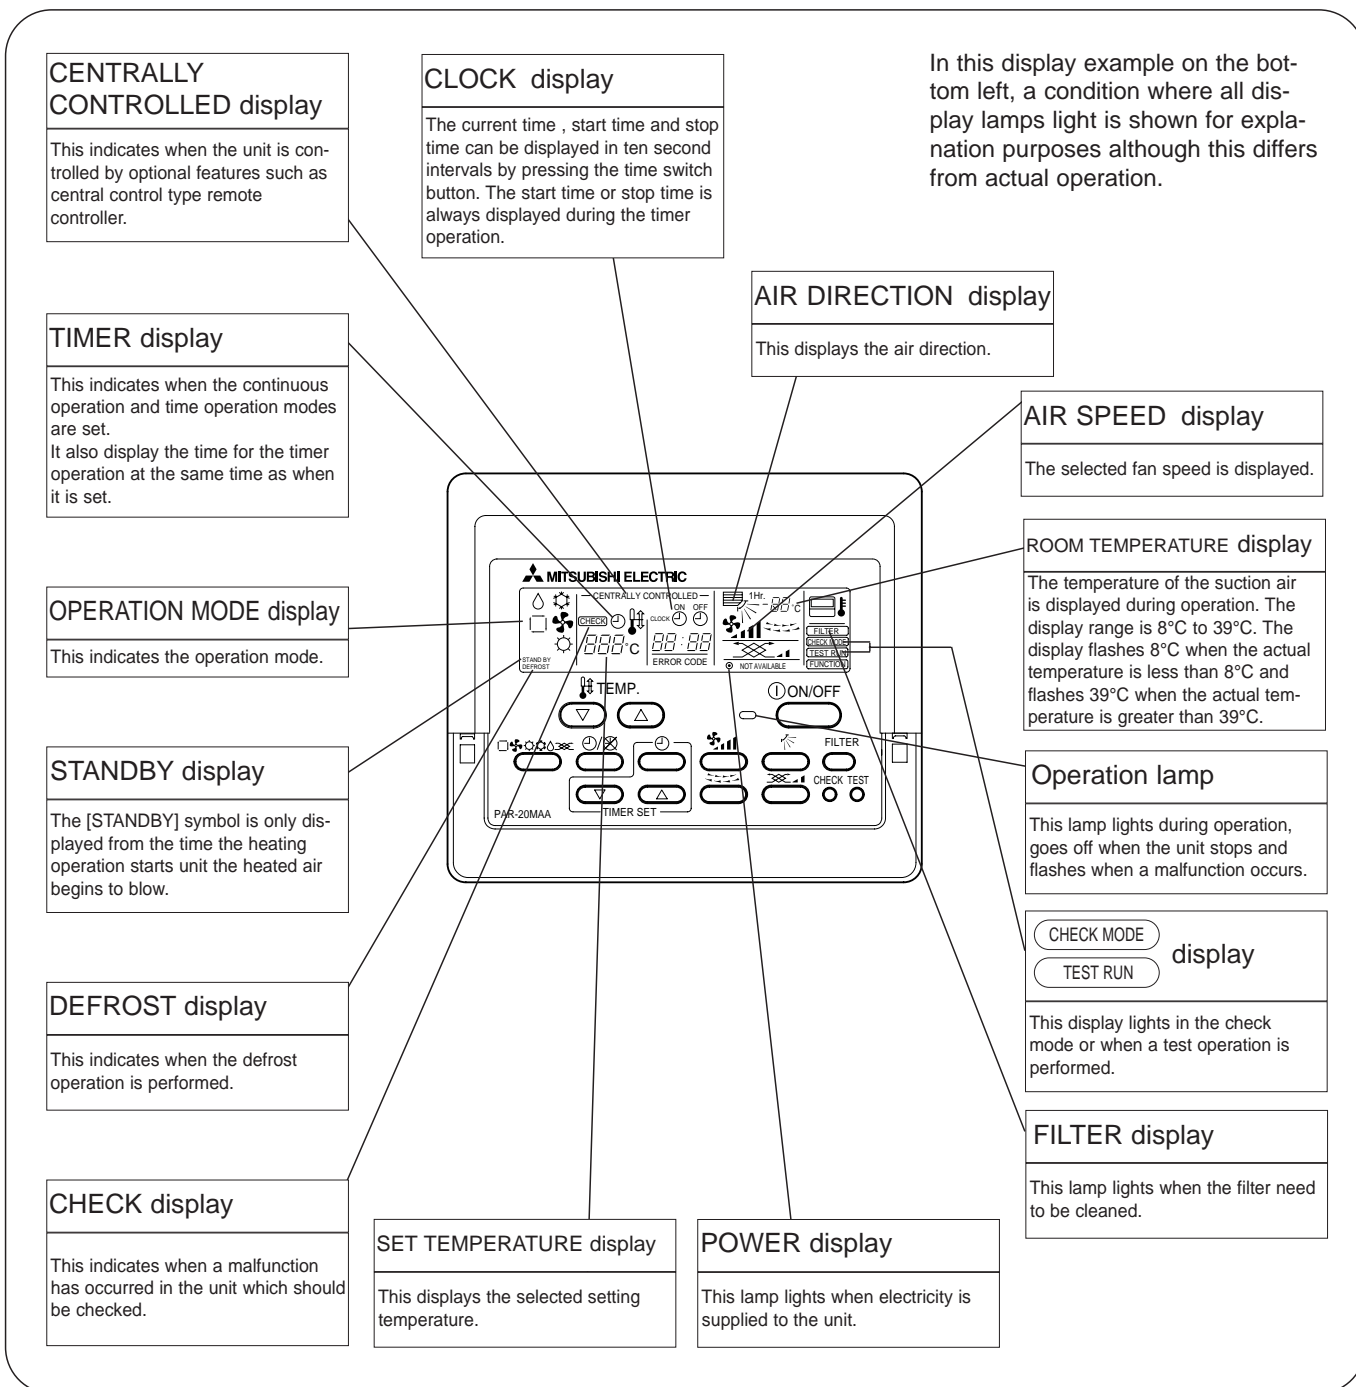 CENTRALLY
CONTROLLED display
This indicates when the unit is con-
trolled by optional features such as
central control type remote
controller.
CLOCK display
The current time , start time and stop
time can be displayed in ten second
intervals by pressing the time switch
button. The start time or stop time is
always displayed during the timer
operation.
In this display example on the bot-
tom left, a condition where all dis-
play lamps light is shown for expla-
nation purposes although this differs
from actual operation.
TIMER display
This indicates when the continuous
operation and time operation modes
are set.
It also display the time for the timer
operation at the same time as when
it is set.
AIR DIRECTION display
This displays the air direction.
AIR SPEED display
The selected fan speed is displayed.
ROOM TEMPERATURE display
The temperature of the suction air
is displayed during operation. The
display range is 8°C to 39°C. The
display flashes 8°C when the actual
temperature is less than 8°C and
flashes 39°C when the actual tem-
perature is greater than 39°C.
OPERATION MODE display
This indicates the operation mode.
MITSUBISHI ELECTRIC
CENTRALLY CONTROLLED
ON OFF
1Hr.
CHECK
CLOCK
88°C
888°C
88:88
ERROR CODE
STAND BY
DEFROST
NOT AVAILABLE
FILTER
CHECK MODE
TEST RUN
FUNCTION
TEMP.
ON/OFF
FILTER
CHECK TEST
PAR-20MAA
TIMER SET
STANDBY display
The [STANDBY] symbol is only dis-
played from the time the heating
operation starts unit the heated air
begins to blow.
Operation lamp
This lamp lights during operation,
goes off when the unit stops and
flashes when a malfunction occurs.
CHECK MODE
TEST RUN
display
This display lights in the check
mode or when a test operation is
performed.
DEFROST display
This indicates when the defrost
operation is performed.
FILTER display
This lamp lights when the filter need
to be cleaned.
CHECK display
This indicates when a malfunction
has occurred in the unit which should
be checked.
SET TEMPERATURE display
This displays the selected setting
temperature.
POWER display
This lamp lights when electricity is
supplied to the unit.